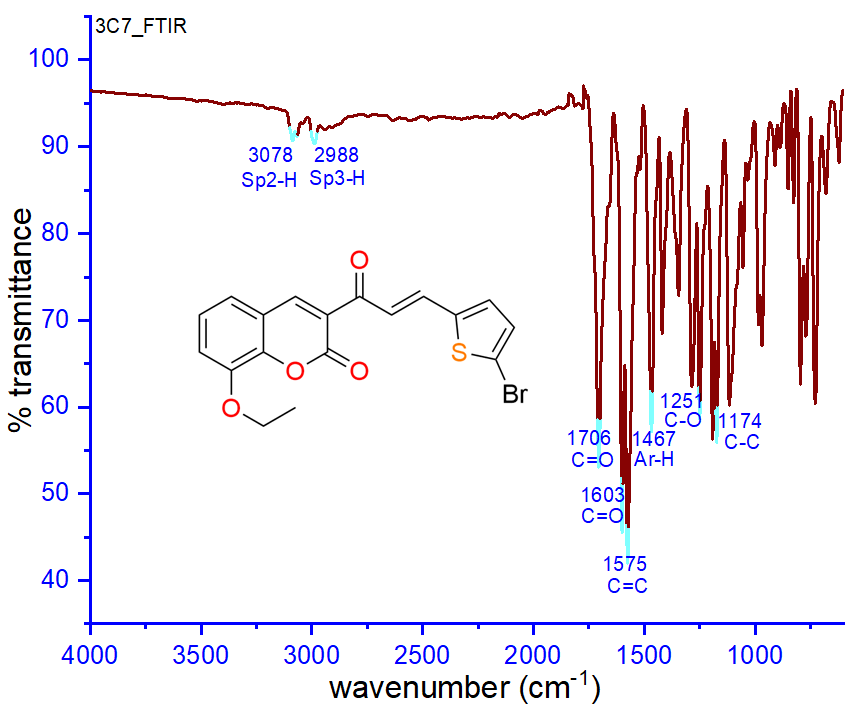 3C7_FTIR
100
90
80
70
60
50
40
% transmittance
3078
Sp2-H
2988
Sp3-H
O
O
O
O
S
Br
1706
C=O
1603
C=O
1575
C=C
1467
Ar-H
1251
C-O
1174
C-C
4000
3500
3000
2500
2000
1500
1000
wavenumber (cm-1)